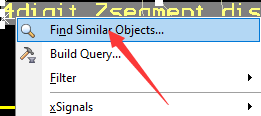 4digit 7segment dis
Find Similar Objects...
Build Query...
Filter
xSignals